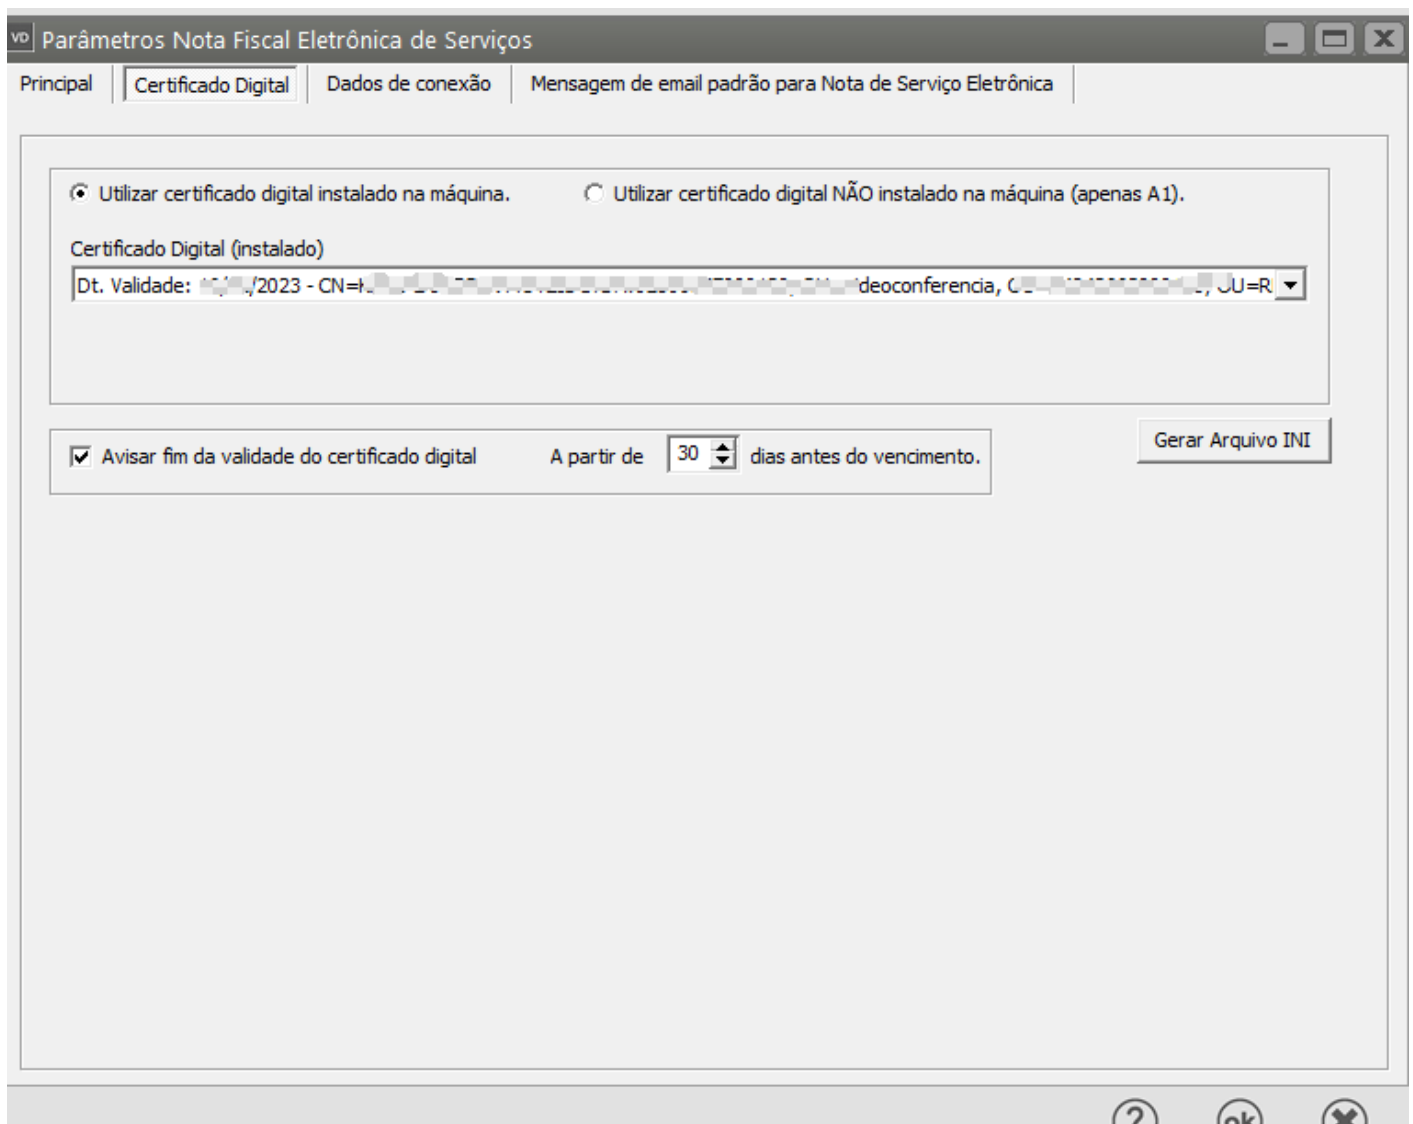 VD Parâmetros Nota Fiscal Eletrônica de Serviços
Principal Certificado Digital Dados de conexão Mensagem de email padrão para Nota de Serviço Eletrônica
Utilizar certificado digital instalado na máquina. Utilizar certificado digital NÃO instalado na máquina (apenas A1).
Certificado Digital (instalado)
Dt. Validade: /2023 - CN= deoconferencia, OU=R
Gerar Arquivo INI
Avisar fim da validade do certificado digital A partir de 30 dias antes do vencimento.
? ok